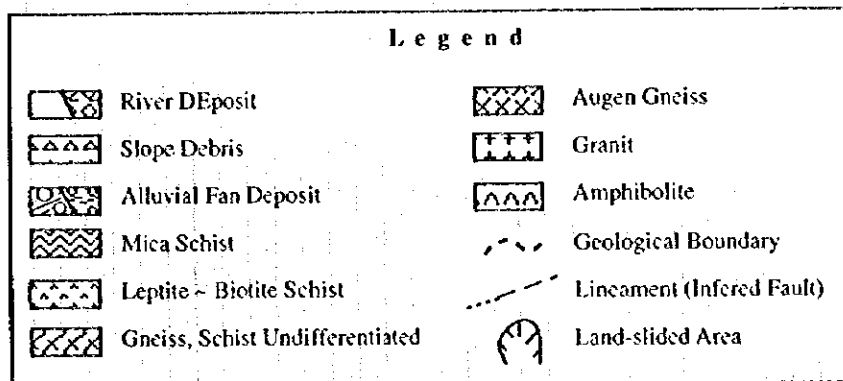 Legend
River DEposit
Slope Debris
Alluvial Fan Deposit
Mica Schist
Leptite ~ Biotite Schist
Gneiss, Schist Undifferentiated
Augen Gneiss
Granit
Amphibolite
Geological Boundary
Lineament (Infered Fault)
Land-slided Area